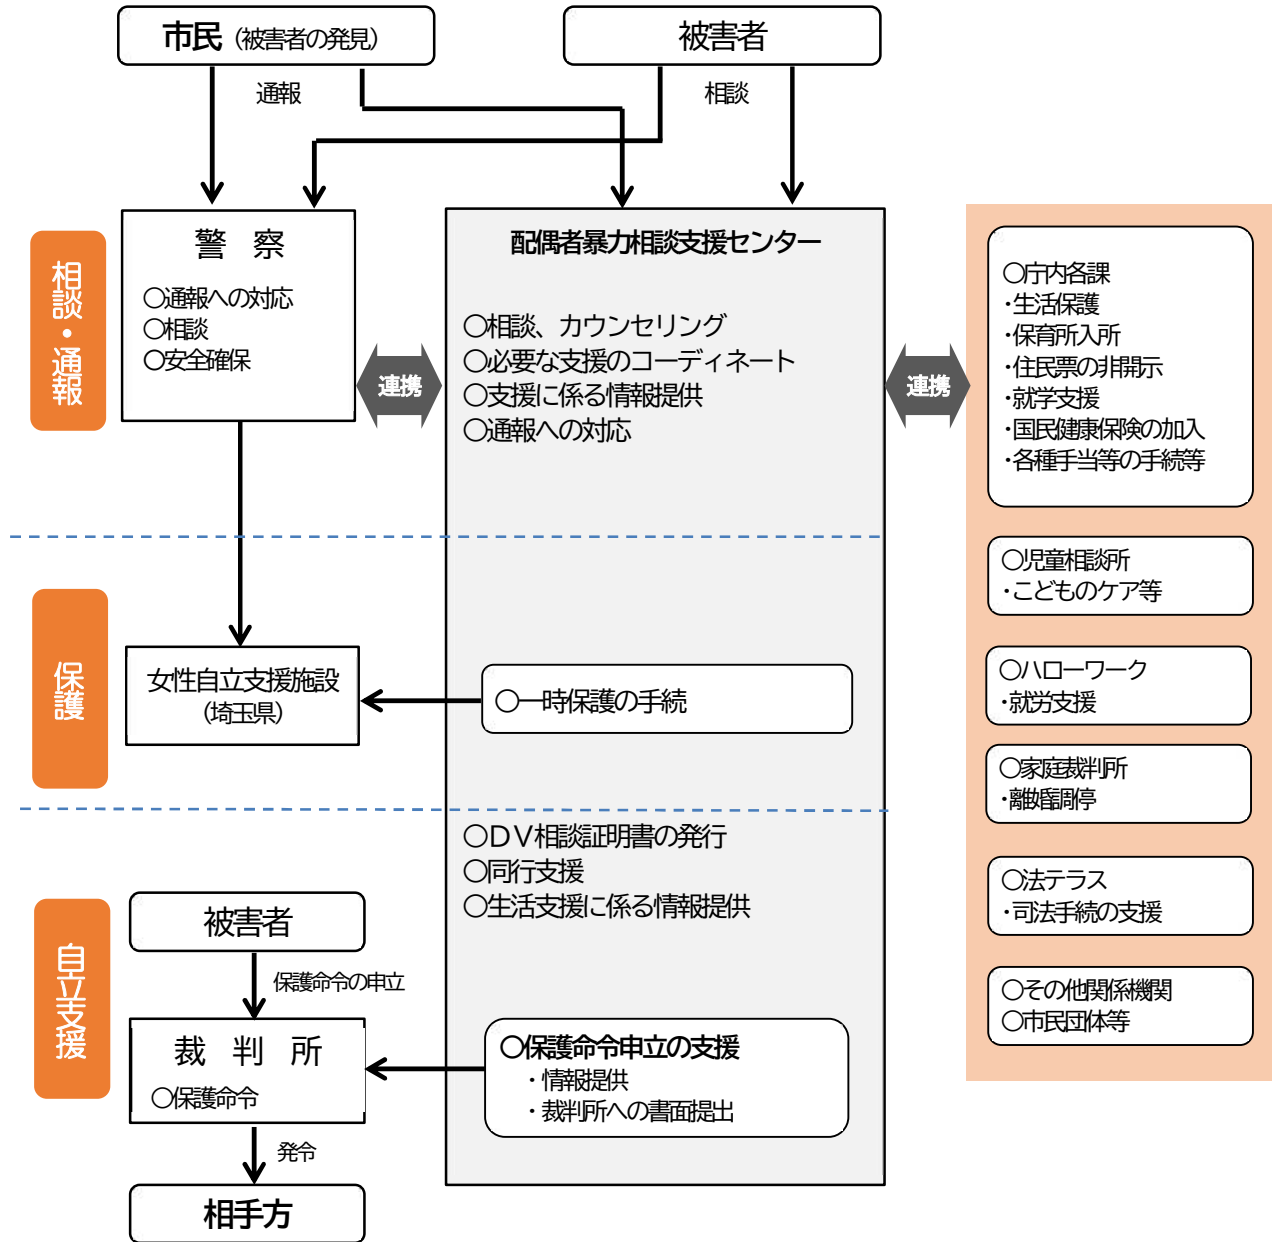 市民（被害者の発見）
被害者
通報
相談
相談・通報
警　察
○通報への対応
○相談
○安全確保
連携
配偶者暴力相談支援センター
○相談、カウンセリング
○必要な支援のコーディネート
○支援に係る情報提供
○通報への対応
連携
○庁内各課
・生活保護
・保育所入所
・住民票の非開示
・就学支援
・国民健康保険の加入
・各種手当等の手続等
○児童相談所
・こどものケア等
○ハローワーク
・就労支援
○家庭裁判所
・離婚調停
○法テラス
・司法手続の支援
○その他関係機関
○市民団体等
保護
女性自立支援施設
（埼玉県）
○一時保護の手続
自立支援
○ＤＶ相談証明書の発行
○同行支援
○生活支援に係る情報提供
被害者
保護命令の申立
裁　判　所
○保護命令
○保護命令申立の支援
・情報提供
・裁判所への書面提出
発令
相手方